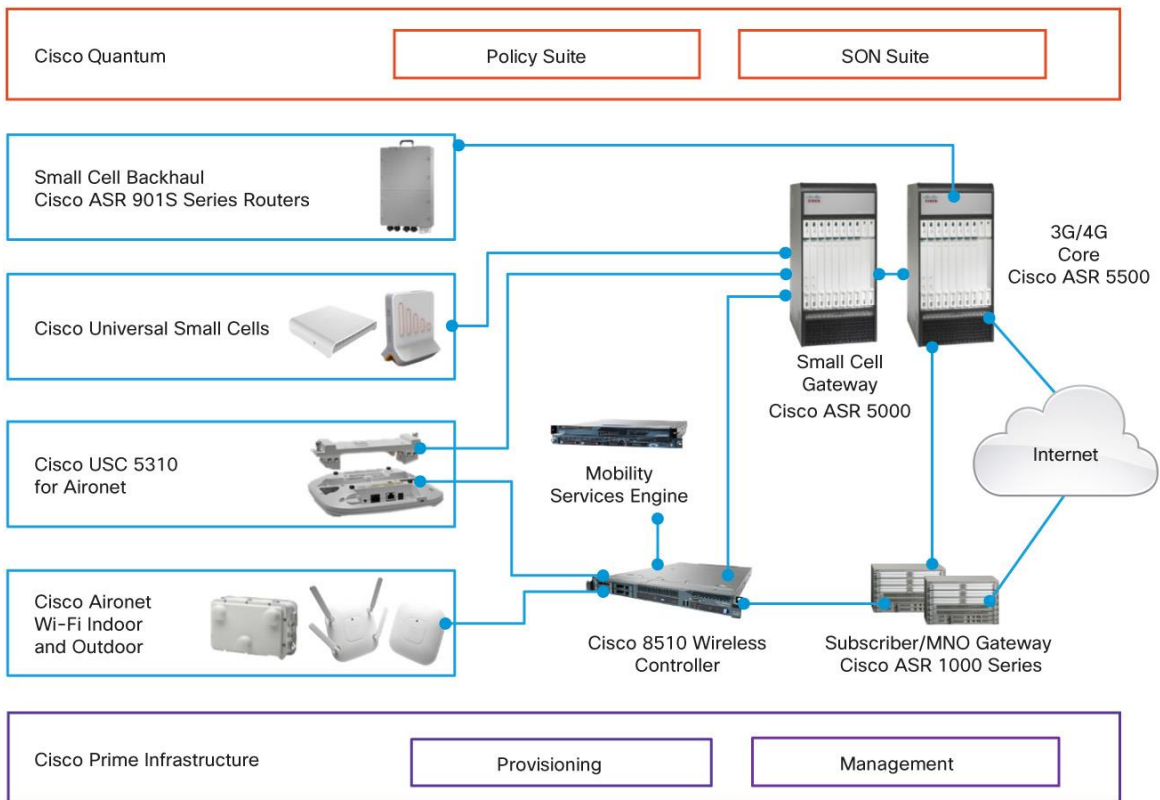 Cisco Quantum
Policy Suite
SON Suite
Small Cell Backhaul
Cisco ASR 901S Series Routers
3G/4G
Core
Cisco ASR 5500
Cisco Universal Small Cells
Small Cell
Gateway
Cisco ASR 5000
Cisco USC 5310
for Aironet
Mobility
Services Engine
Internet
Cisco Aironet
Wi-Fi Indoor
and Outdoor
Cisco 8510 Wireless
Controller
Subscriber/MNO Gateway
Cisco ASR 1000 Series
Cisco Prime Infrastructure
Provisioning
Management